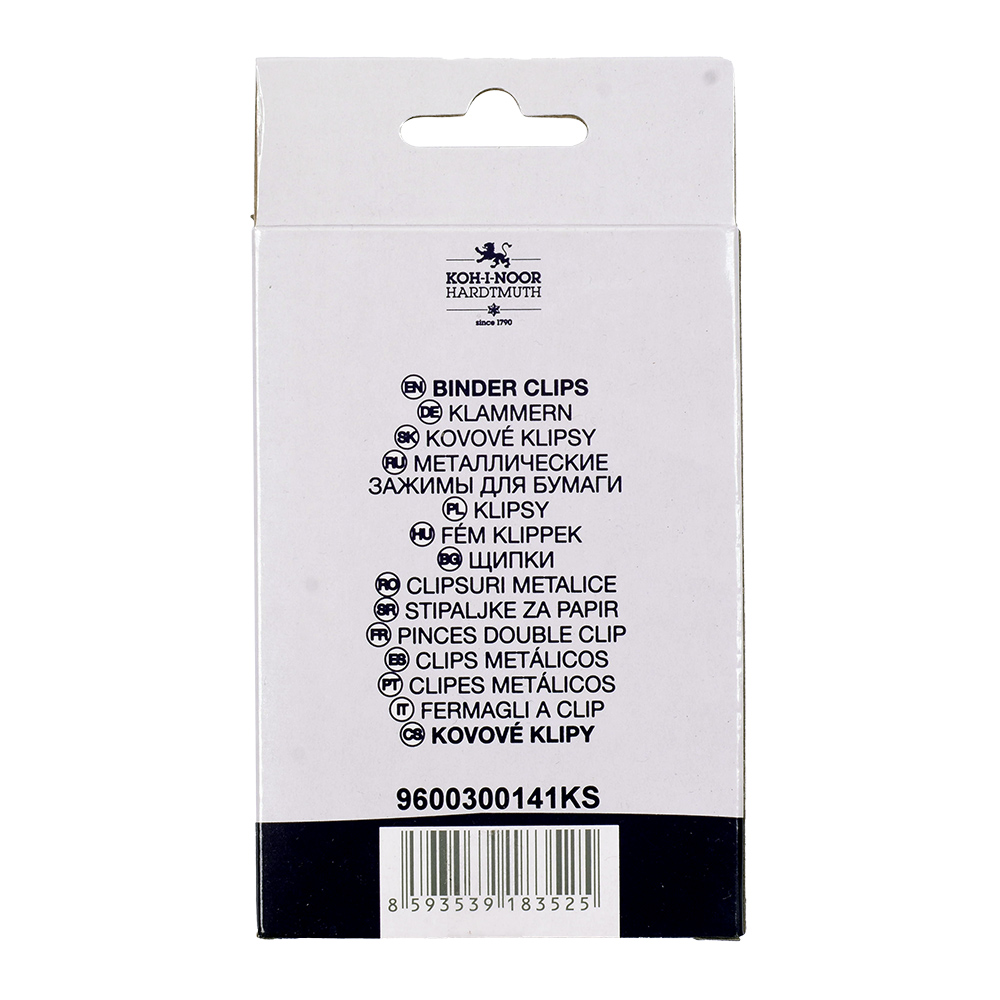 KOH-I-NOOR
HARDTMUTH
since 1790
EN BINDER CLIPS
DE KLAMMERN
SK KOVOVÉ KLIPSY
RU МЕТАЛЛИЧЕСКИЕ
ЗАЖИМЫ ДЛЯ БУМАГИ
PL KLIPSY
HU FÉM KLIPPEK
BG ЩИПКИ
RO CLIPSURI METALICE
SR STIPALJKE ZA PAPIR
FR PINCES DOUBLE CLIP
ES CLIPS METÁLICOS
PT CLIPES METÁLICOS
IT FERMAGLI A CLIP
CS KOVOVÉ KLIPY
9600300141KS
8 593539 183525